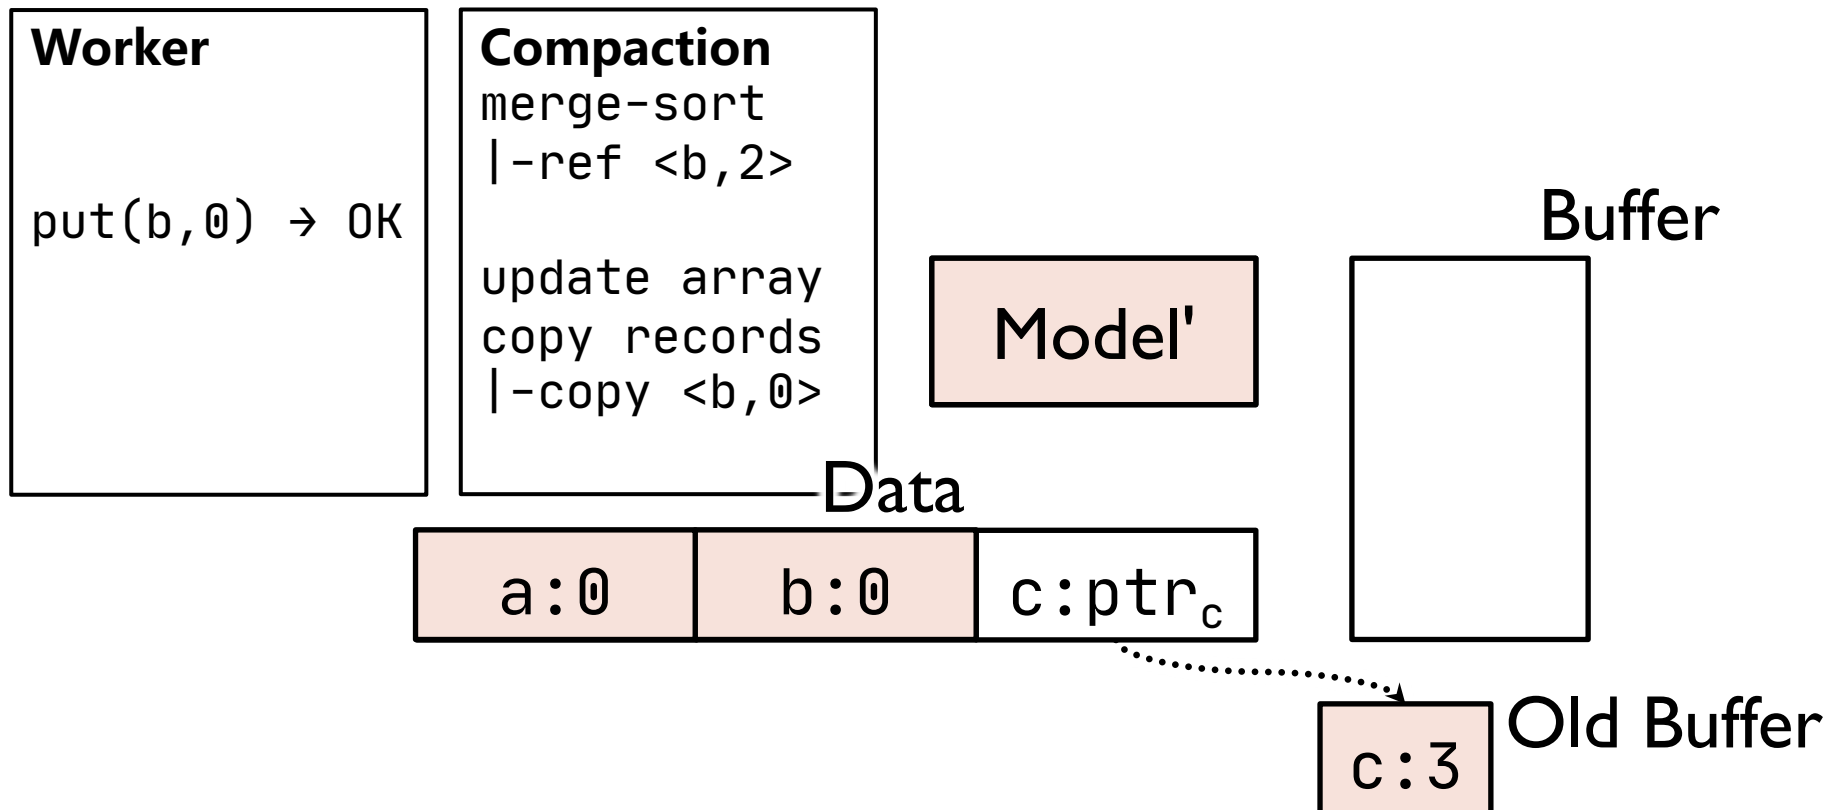 Worker
put(b,0) → OK
Compaction
merge-sort
|-ref <b,2>
update array
copy records
|-copy <b,0>
Model'
Buffer
Data
a:0
b:0
c:ptrc
Old Buffer
c:3